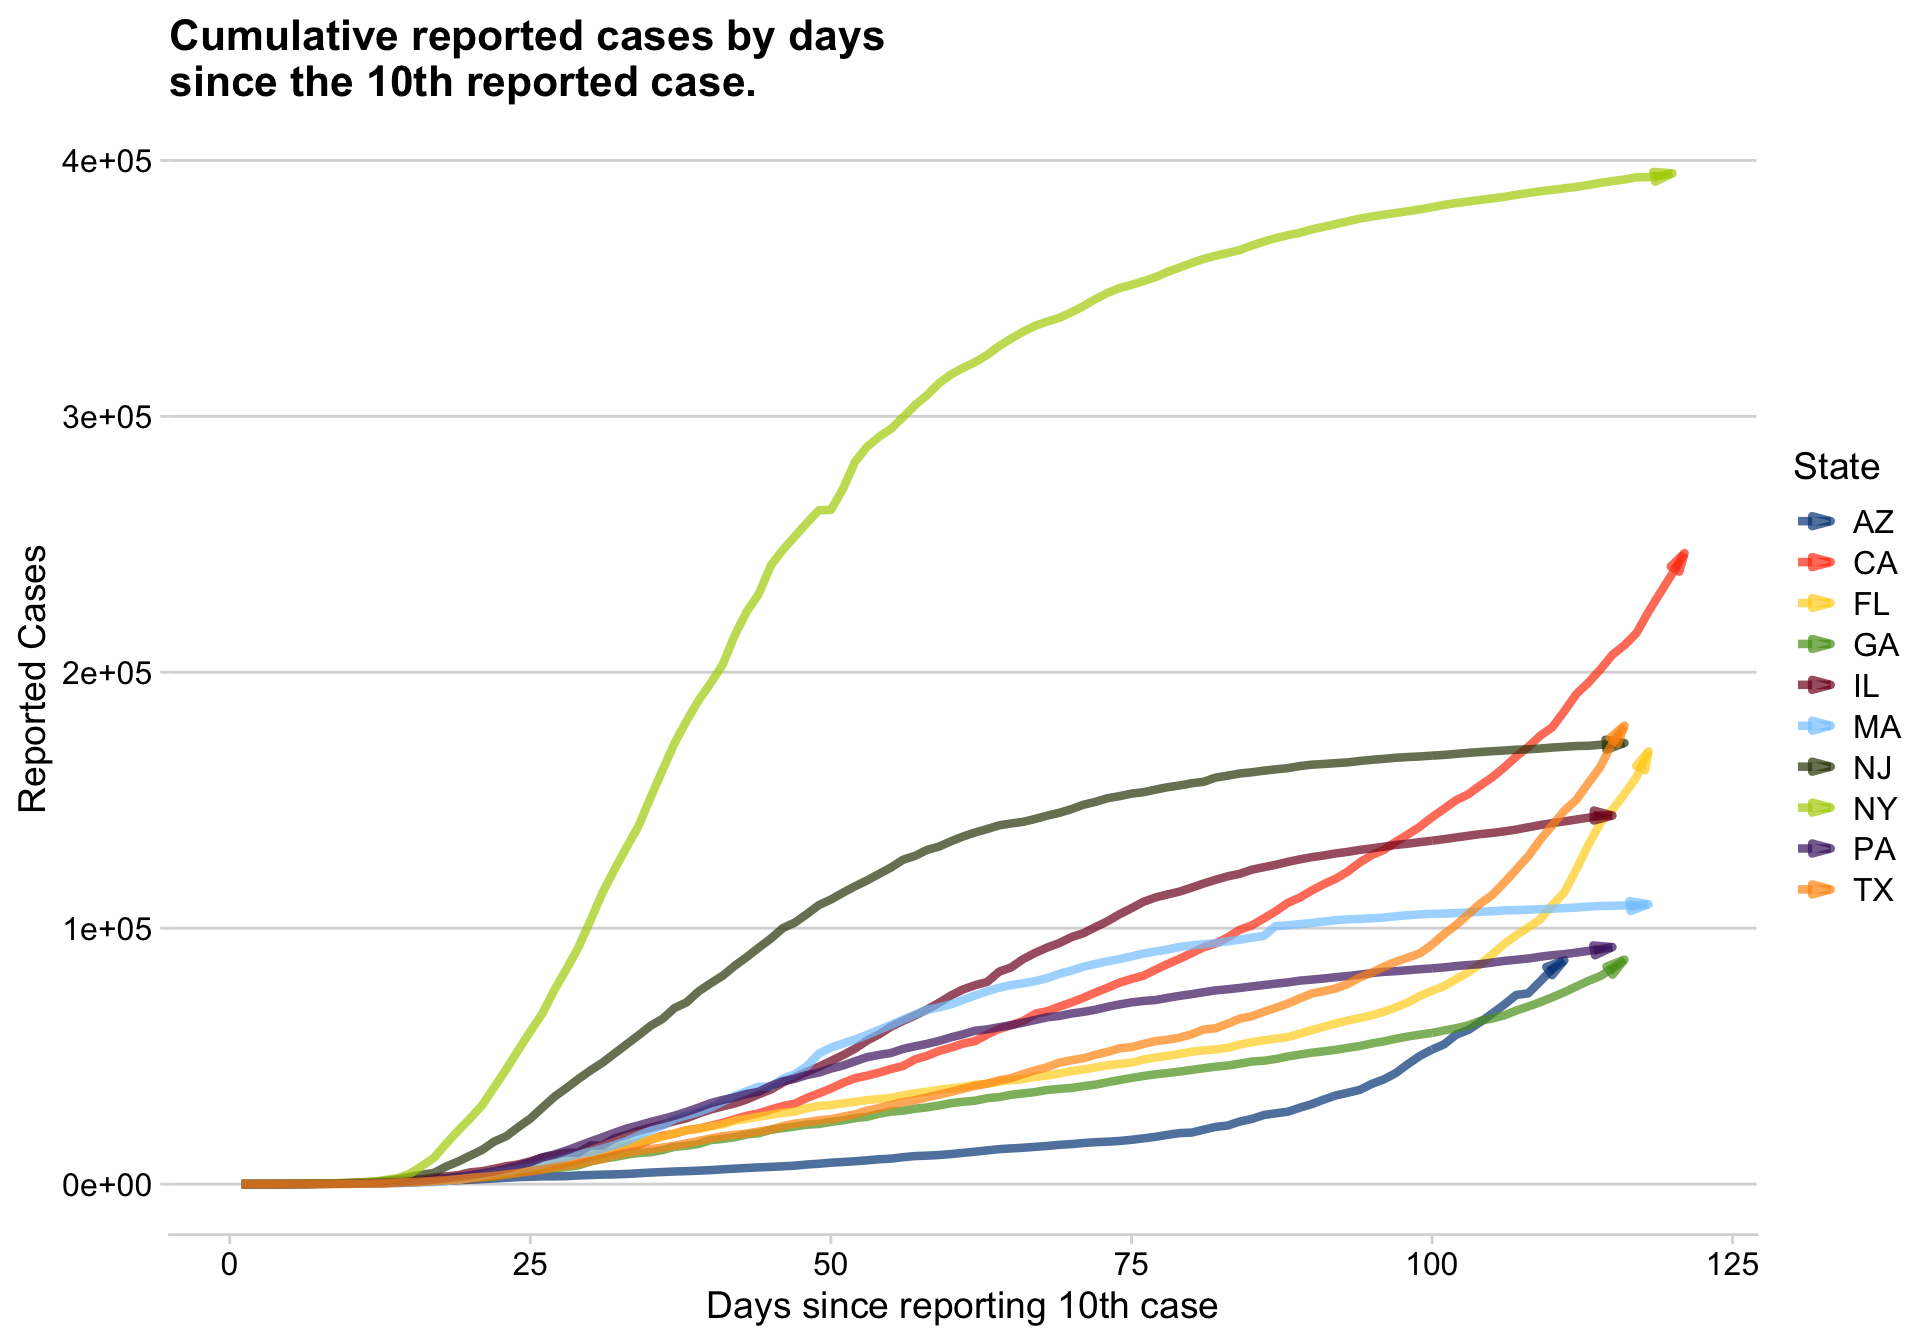 Cumulative reported cases by days
since the 10th reported case.
4e+05
3e+05
2e+05
1e+05
0e+00
Reported Cases
0 25 50 75 100 125
Days since reporting 10th case
State
AZ
CA
FL
GA
IL
MA
NJ
NY
PA
TX